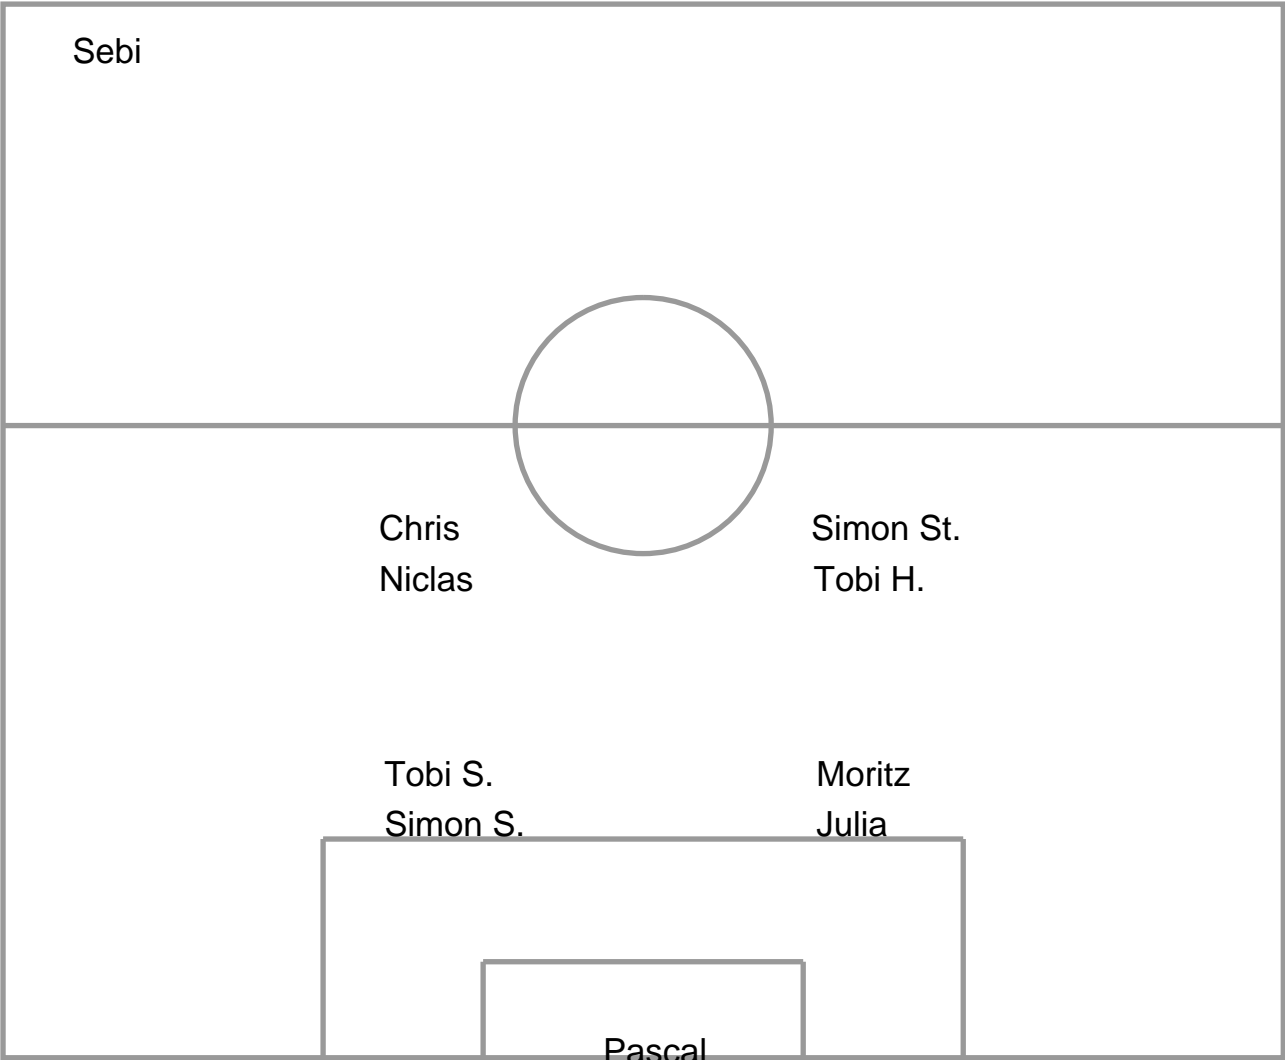 Sebi
Chris
Simon St.
Niclas
Tobi H.
Tobi S.
Moritz
Simon S.
Julia
Pascal